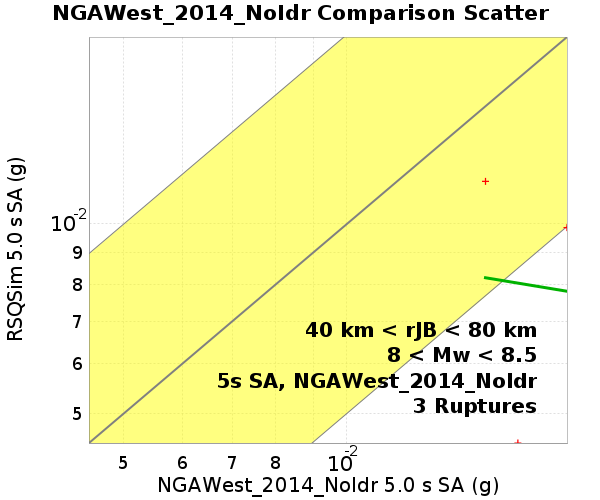 NGAWest_2014_NoIdr Comparison Scatter
RSQSim 5.0 s SA (g)
10-2
9
8
7
6
5
40 km < rJB < 80 km
8 < Mw < 8.5
5s SA, NGAWest_2014_NoIdr
3 Ruptures
5 6 7 8 10-2
NGAWest_2014_NoIdr 5.0 s SA (g)